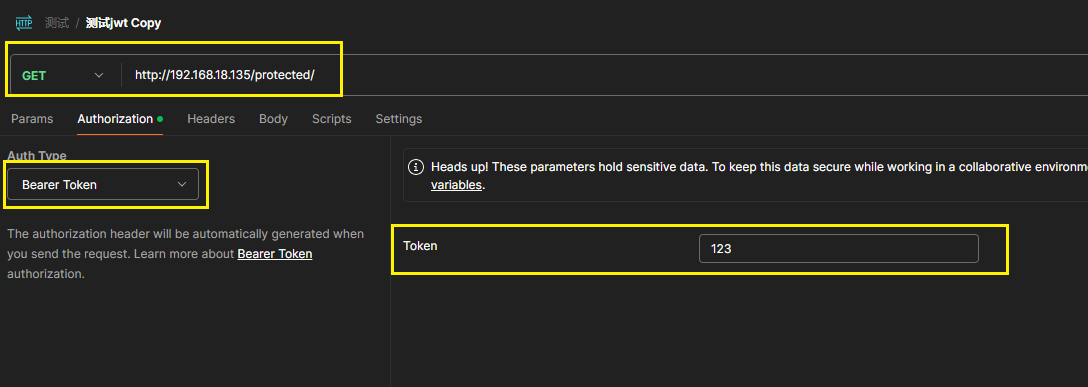 HTTP 测试 / 测试jwt Copy
GET http://192.168.18.135/protected/
Params Authorization Headers Body Scripts Settings
Auth Type
Bearer Token
The authorization header will be automatically generated when
you send the request. Learn more about Bearer Token
authorization.
Heads up! These parameters hold sensitive data. To keep this data secure while working in a collaborative environme
variables.
Token 123